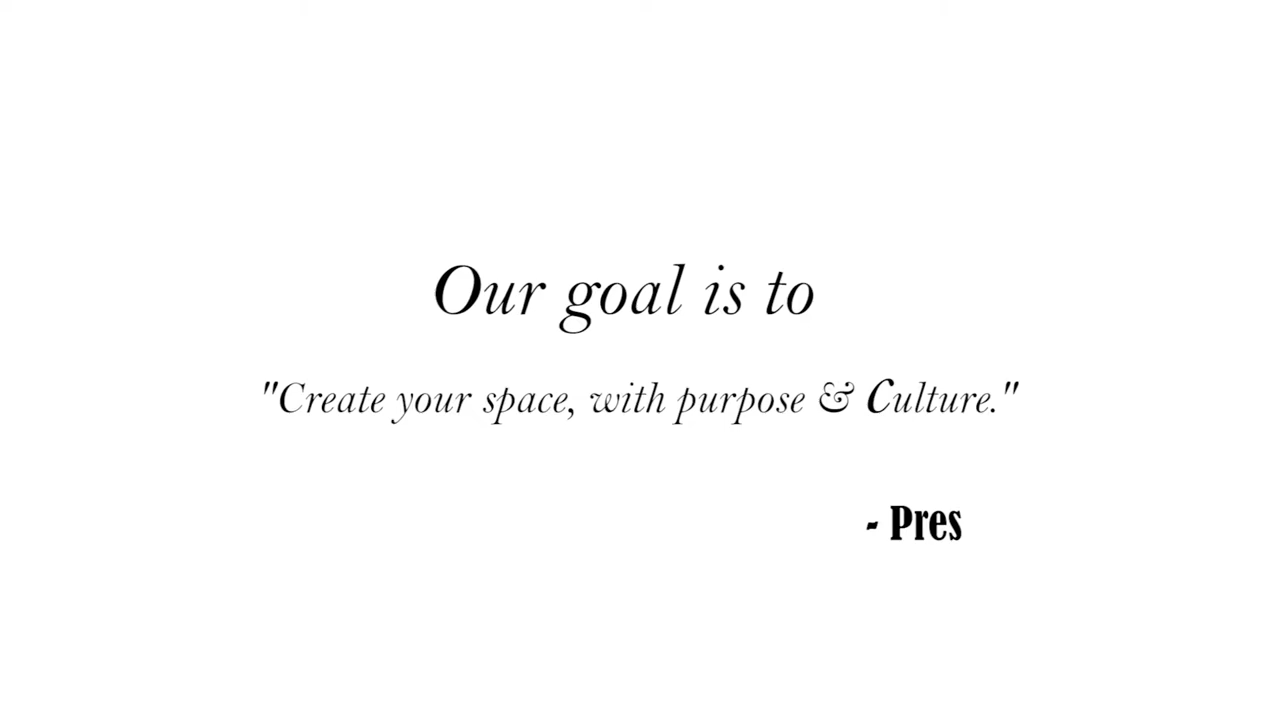 Our goal is to
"Create your space, with purpose & Culture."
- Pres